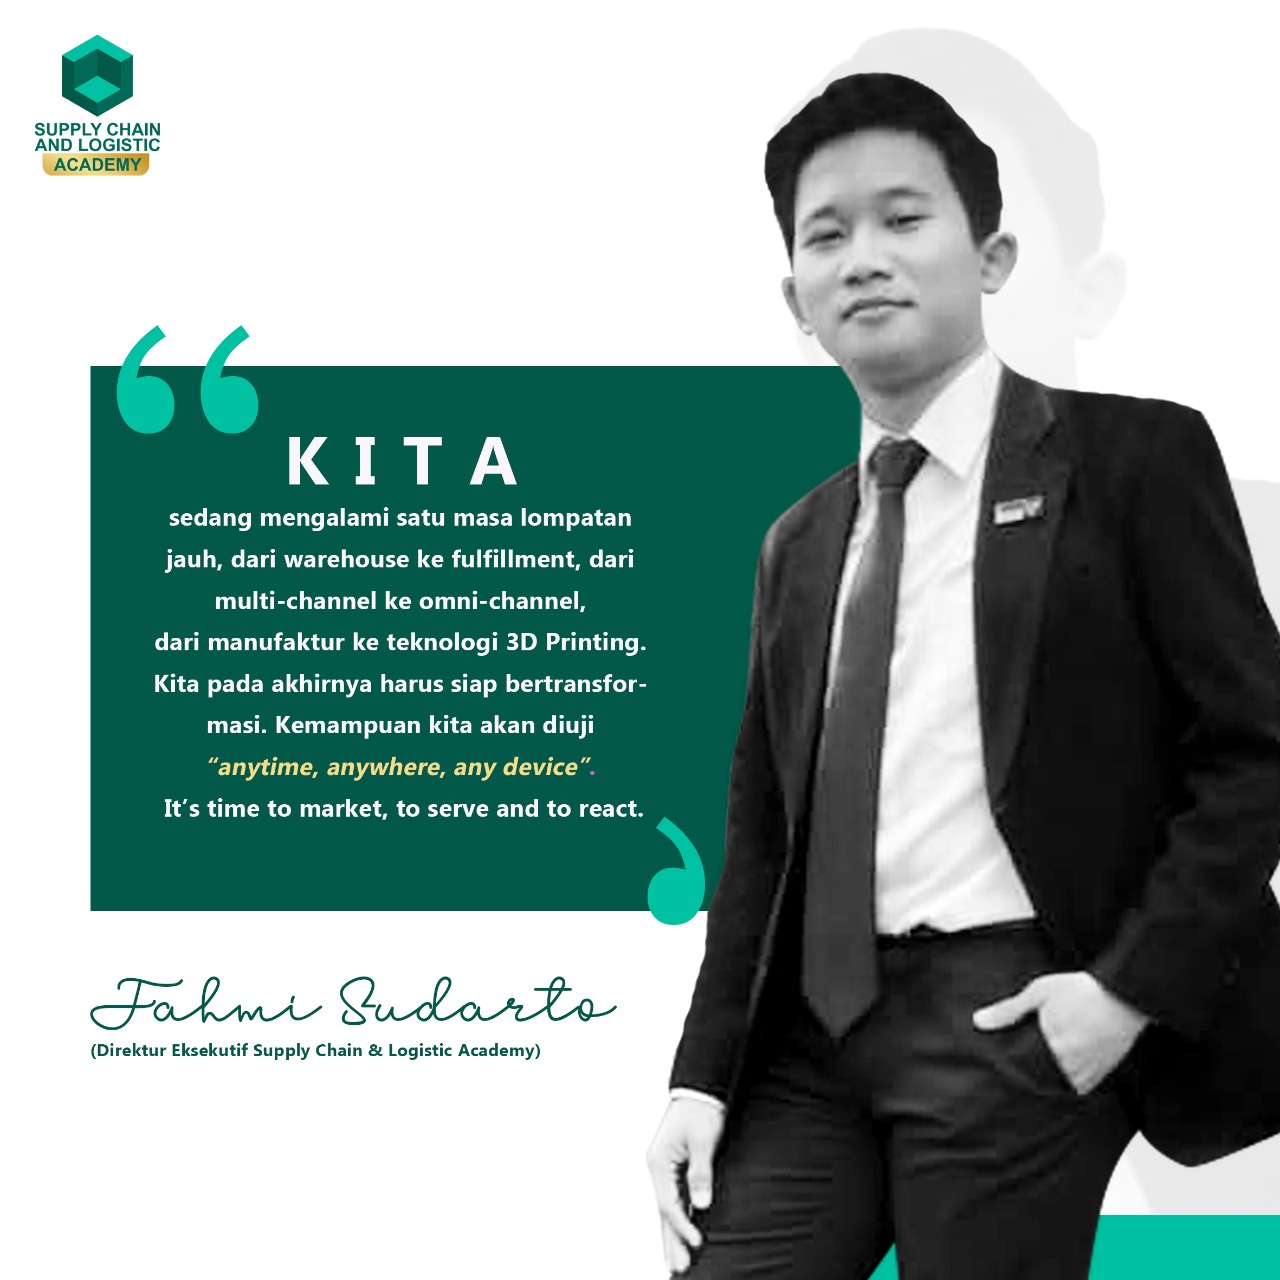 SUPPLY CHAIN
AND LOGISTIC
ACADEMY
KITA
sedang mengalami satu masa lompatan
jauh, dari warehouse ke fulfillment, dari
multi-channel ke omni-channel,
dari manufaktur ke teknologi 3D Printing.
Kita pada akhirnya harus siap bertransfor-
masi. Kemampuan kita akan diuji
“anytime, anywhere, any device”.
It’s time to market, to serve and to react.
Fahmi Sudarto
(Direktur Eksekutif Supply Chain & Logistic Academy)